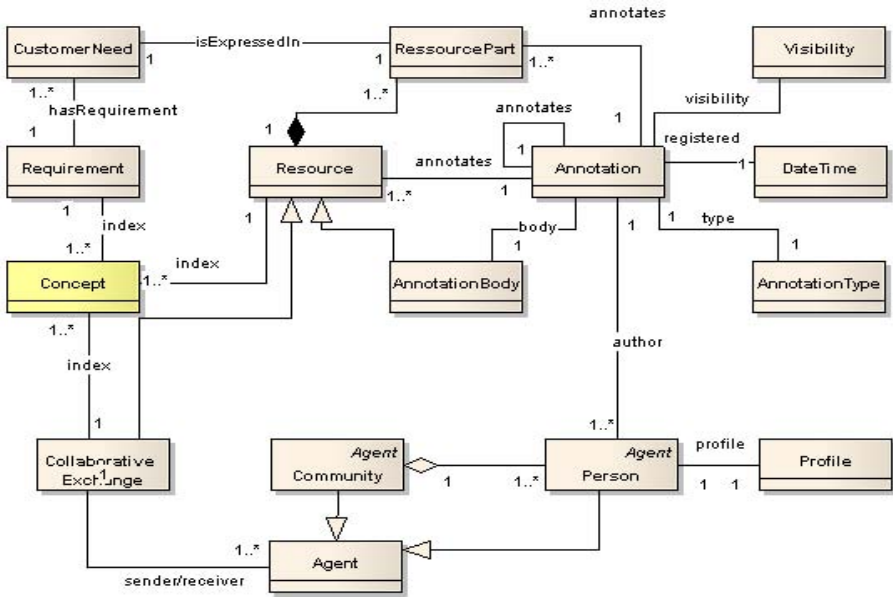 annotates
CustomerNeed
isExpressedIn
RessourcePart
Visibility
1
1
1..*
1..*
1..*
annotates
visibility
hasRequirement
1
1
1
1
registered
Requirement
Resource
annotates
Annotation
1
DateTime
1
1..*
1
index
1
1
1
type
body
1..*
index
1
1
Concept
1..*
AnnotationBody
AnnotationType
1..*
author
index
1
1..*
Agent
Agent
profile
Collaborative
Exchange
1
Community
Person
Profile
1
1..*
1
1
1..*
Agent
sender/receiver